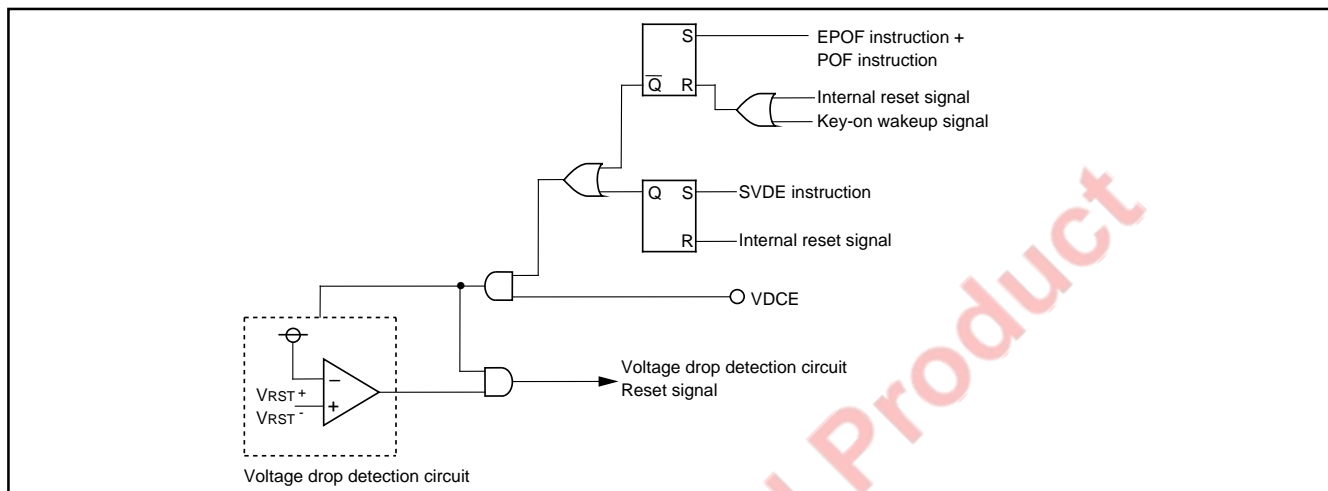 S
EPOF instruction +
POF instruction
Q
R
Internal reset signal
Key-on wakeup signal
Q
S
SVDE instruction
R
Internal reset signal
VDCE
Voltage drop detection circuit
Reset signal
−
VRST+
VRST-
+
Voltage drop detection circuit
Product